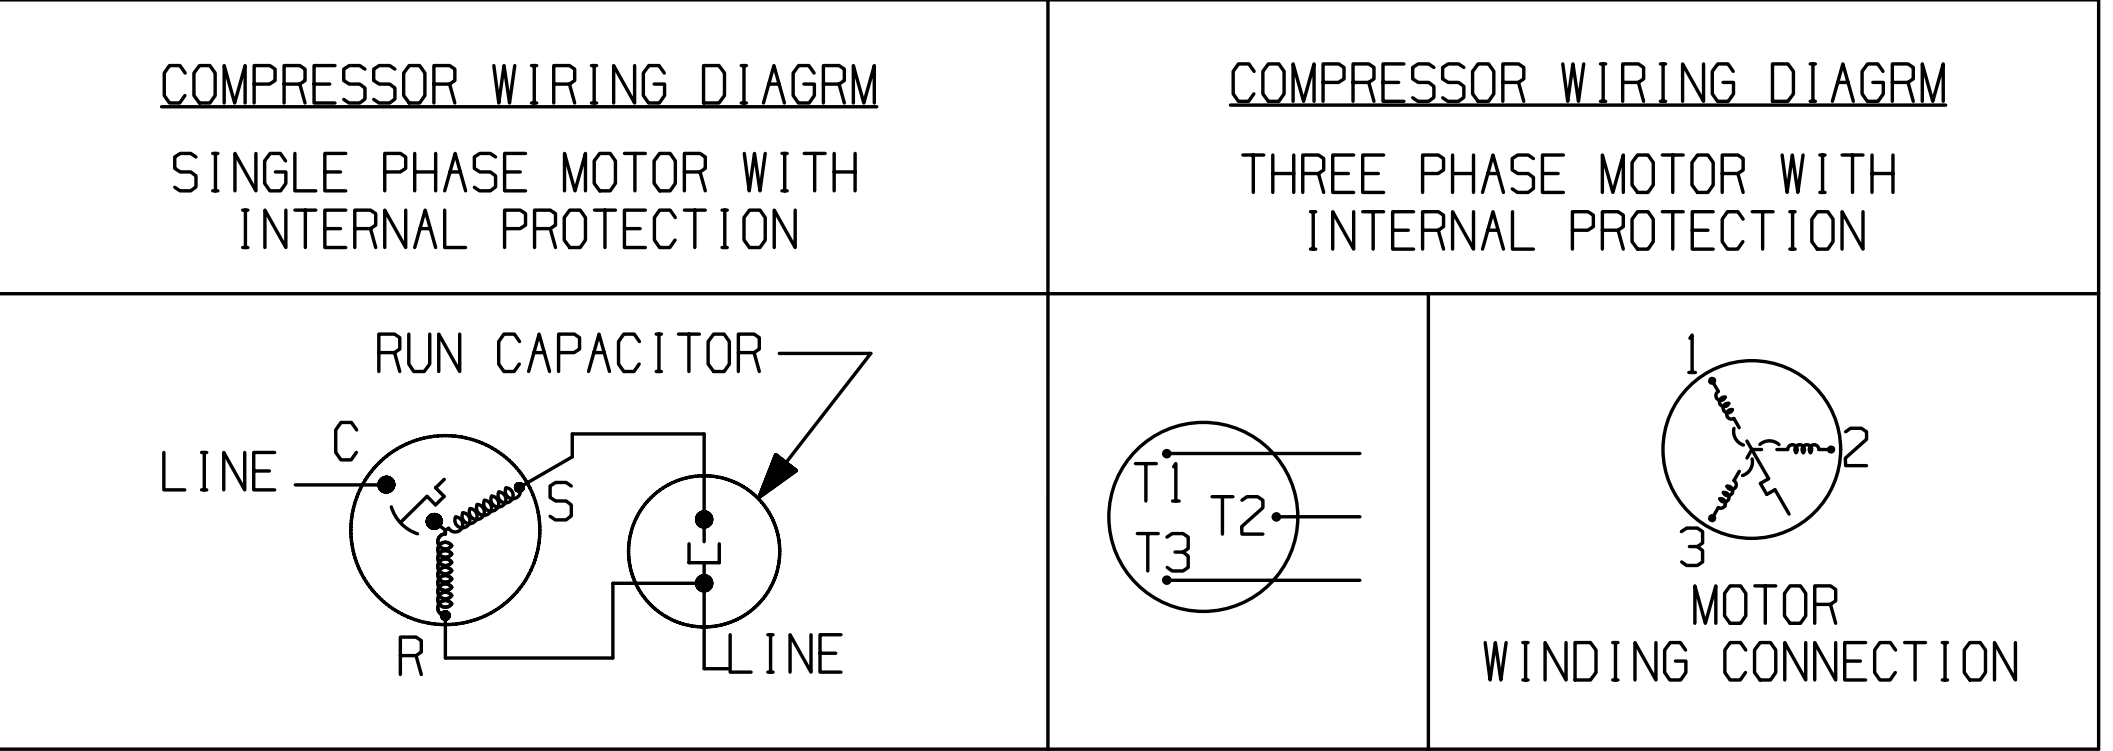 COMPRESSOR WIRING DIAGRM
SINGLE PHASE MOTOR WITH
INTERNAL PROTECTION
COMPRESSOR WIRING DIAGRM
THREE PHASE MOTOR WITH
INTERNAL PROTECTION
RUN CAPACITOR
C
LINE
S
R
LINE
T1
T2
T3
1
2
3
MOTOR
WINDING CONNECTION